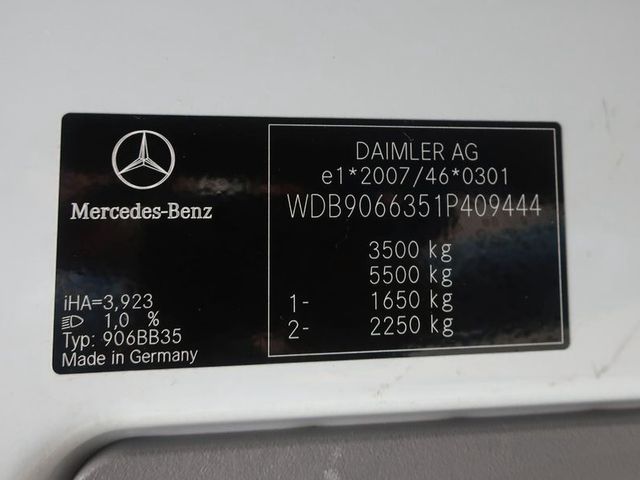 Mercedes-Benz
iHA=3,923
1,0 %
Typ: 906BB35
Made in Germany
DAIMLER AG
e1*2007/46*0301
WDB9066351P409444
3500 kg
5500 kg
1- 1650 kg
2- 2250 kg